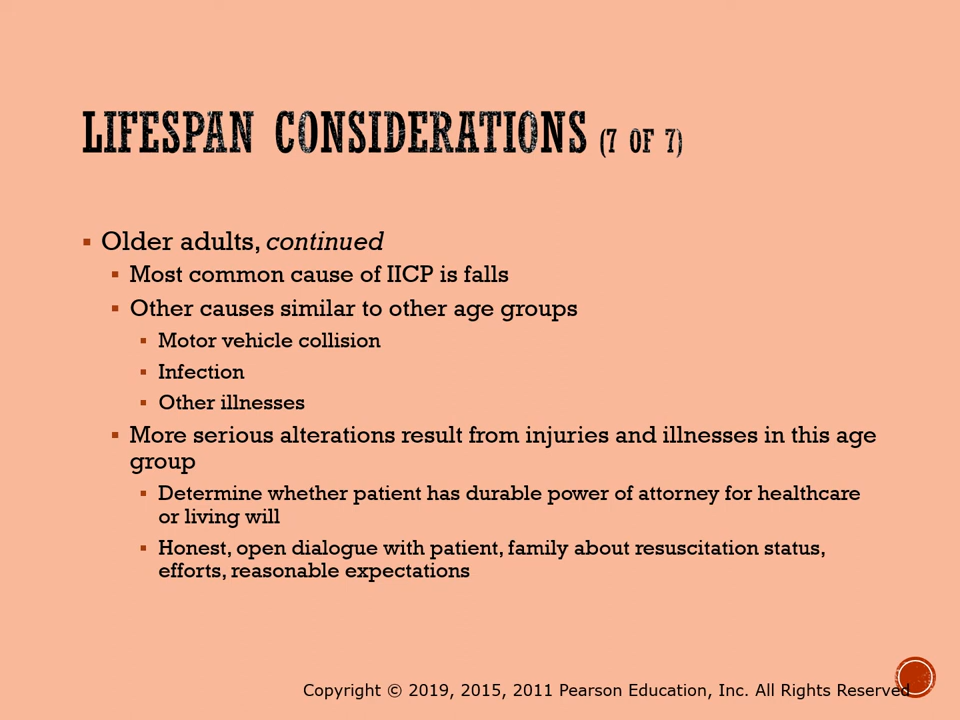 LIFESPAN CONSIDERATIONS (7 OF 7)
▪ Older adults, continued
▪ Most common cause of IICP is falls
▪ Other causes similar to other age groups
▪ Motor vehicle collision
▪ Infection
▪ Other illnesses
▪ More serious alterations result from injuries and illnesses in this age
group
▪ Determine whether patient has durable power of attorney for healthcare
or living will
▪ Honest, open dialogue with patient, family about resuscitation status,
efforts, reasonable expectations
Copyright © 2019, 2015, 2011 Pearson Education, Inc. All Rights Reserved